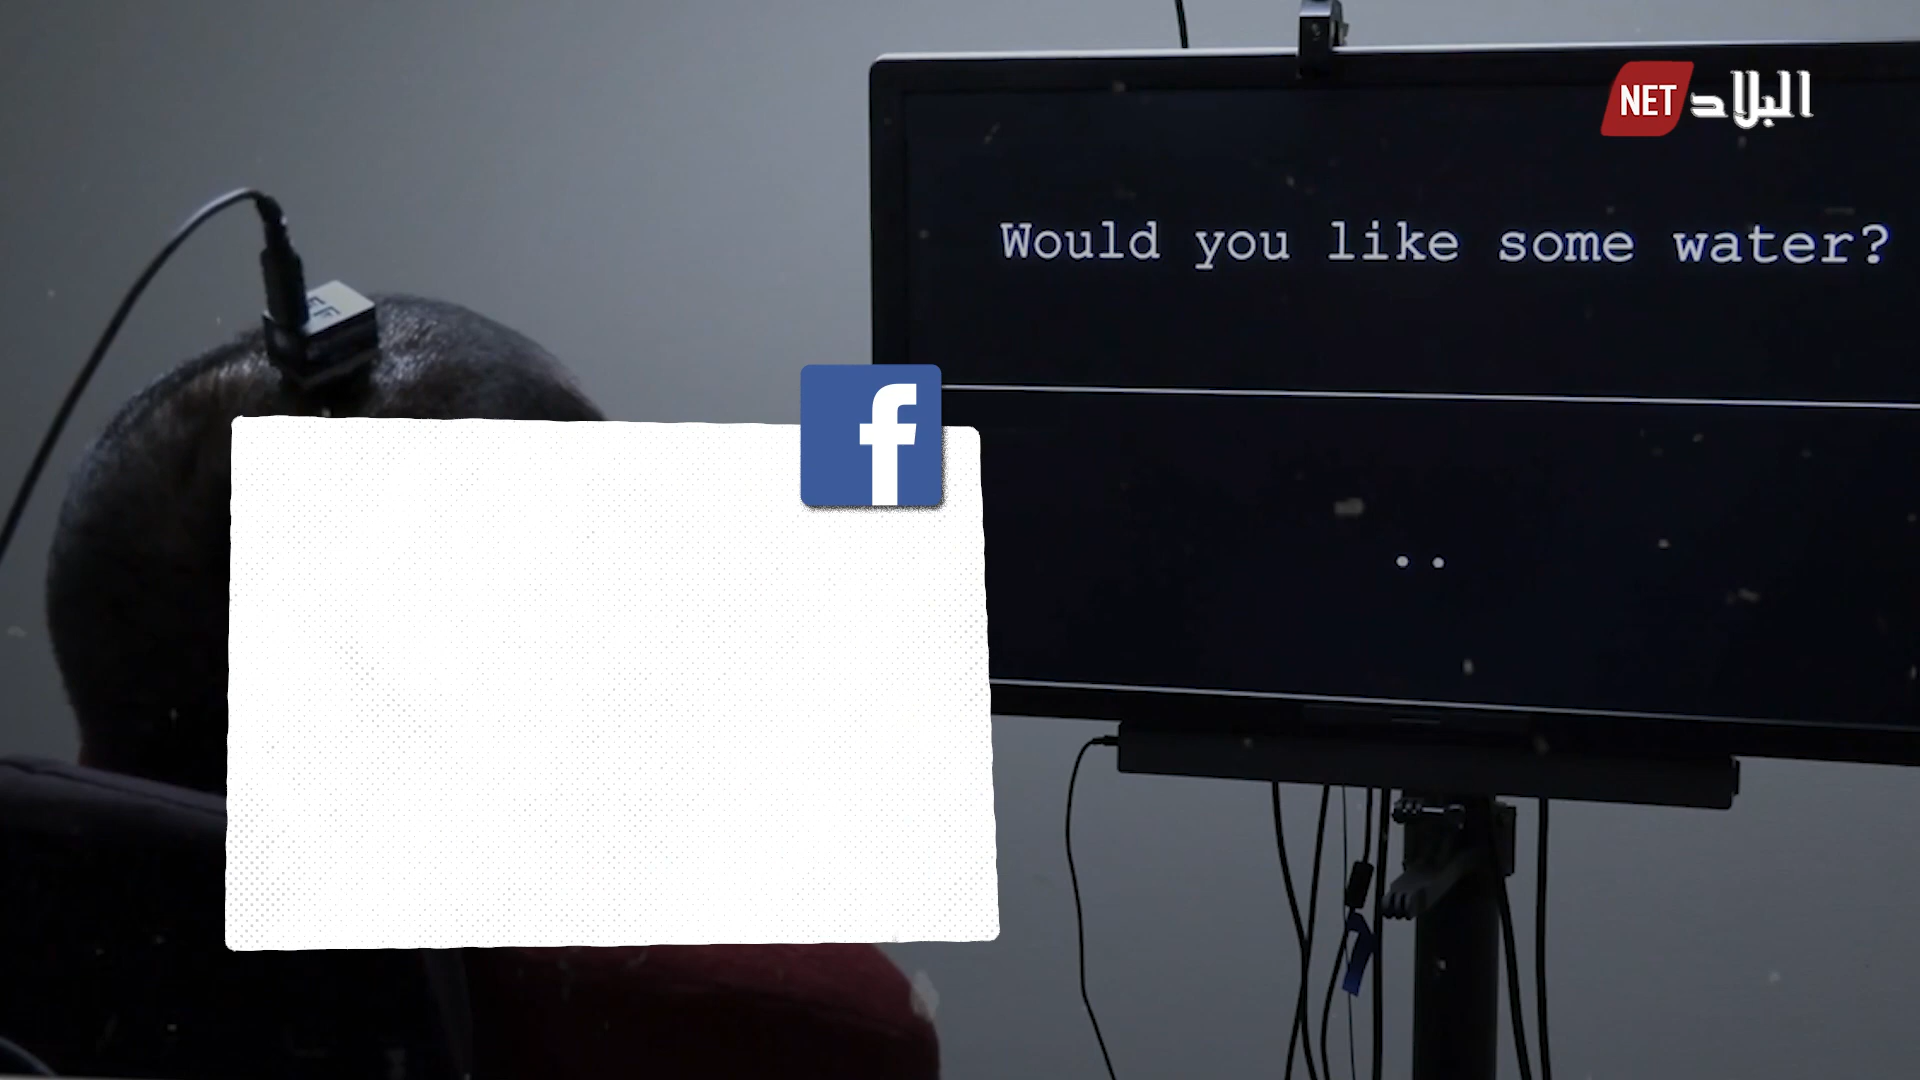 NET البلاد
Would you like some water?
f